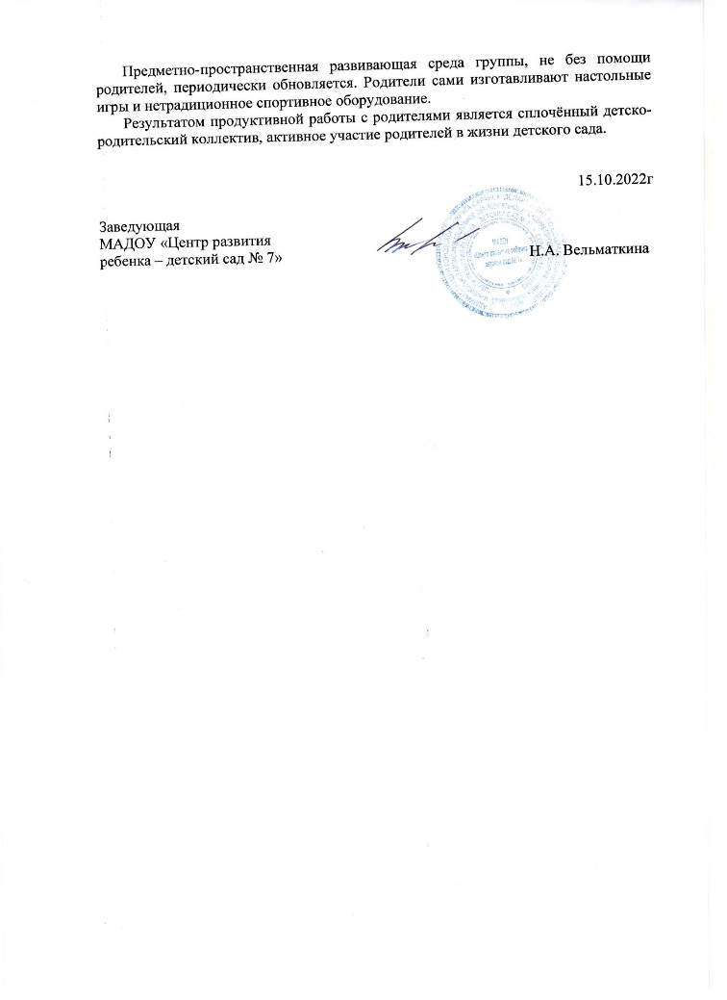 Предметно-пространственная развивающая среда группы, не без помощи
родителей, периодически обновляется. Родители сами изготавливают настольные
игры и нетрадиционное спортивное оборудование.
Результатом продуктивной работы с родителями является сплочённый детско-
родительский коллектив, активное участие родителей в жизни детского сада.
15.10.2022г
Заведующая
МАДОУ «Центр развития
ребенка – детский сад № 7»
МАДОУ
Н.А. Вельматкина